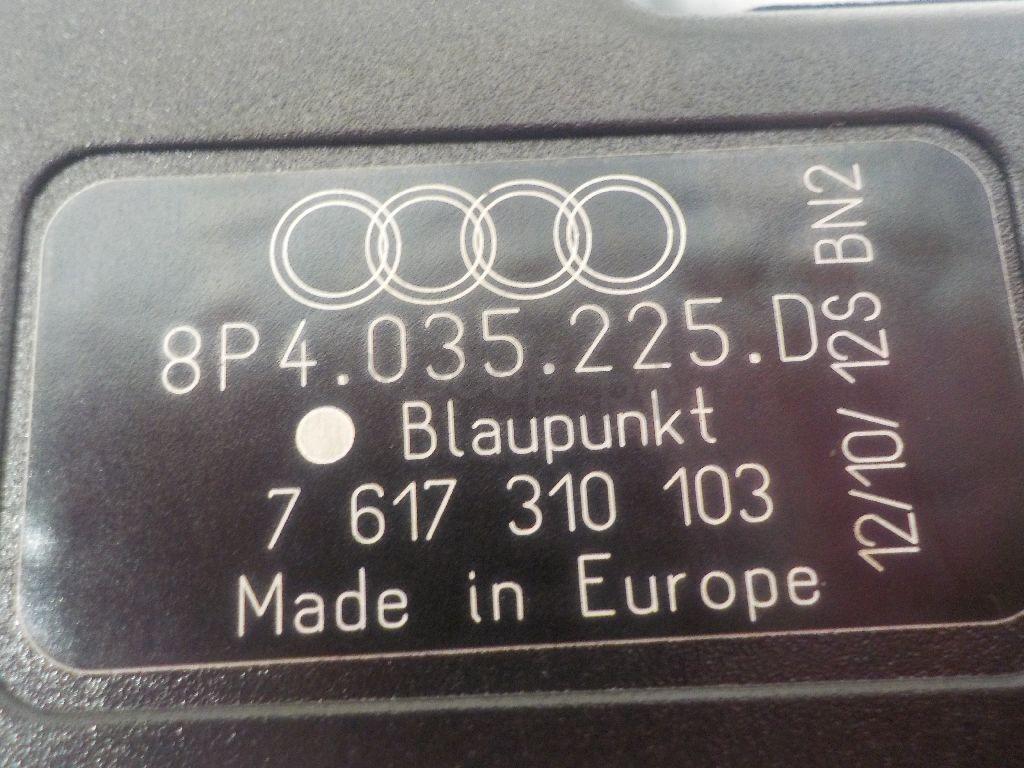 8P4.035.225.D
Blaupunkt
7 617 310 103
Made in Europe
12/10/ 12S BN2